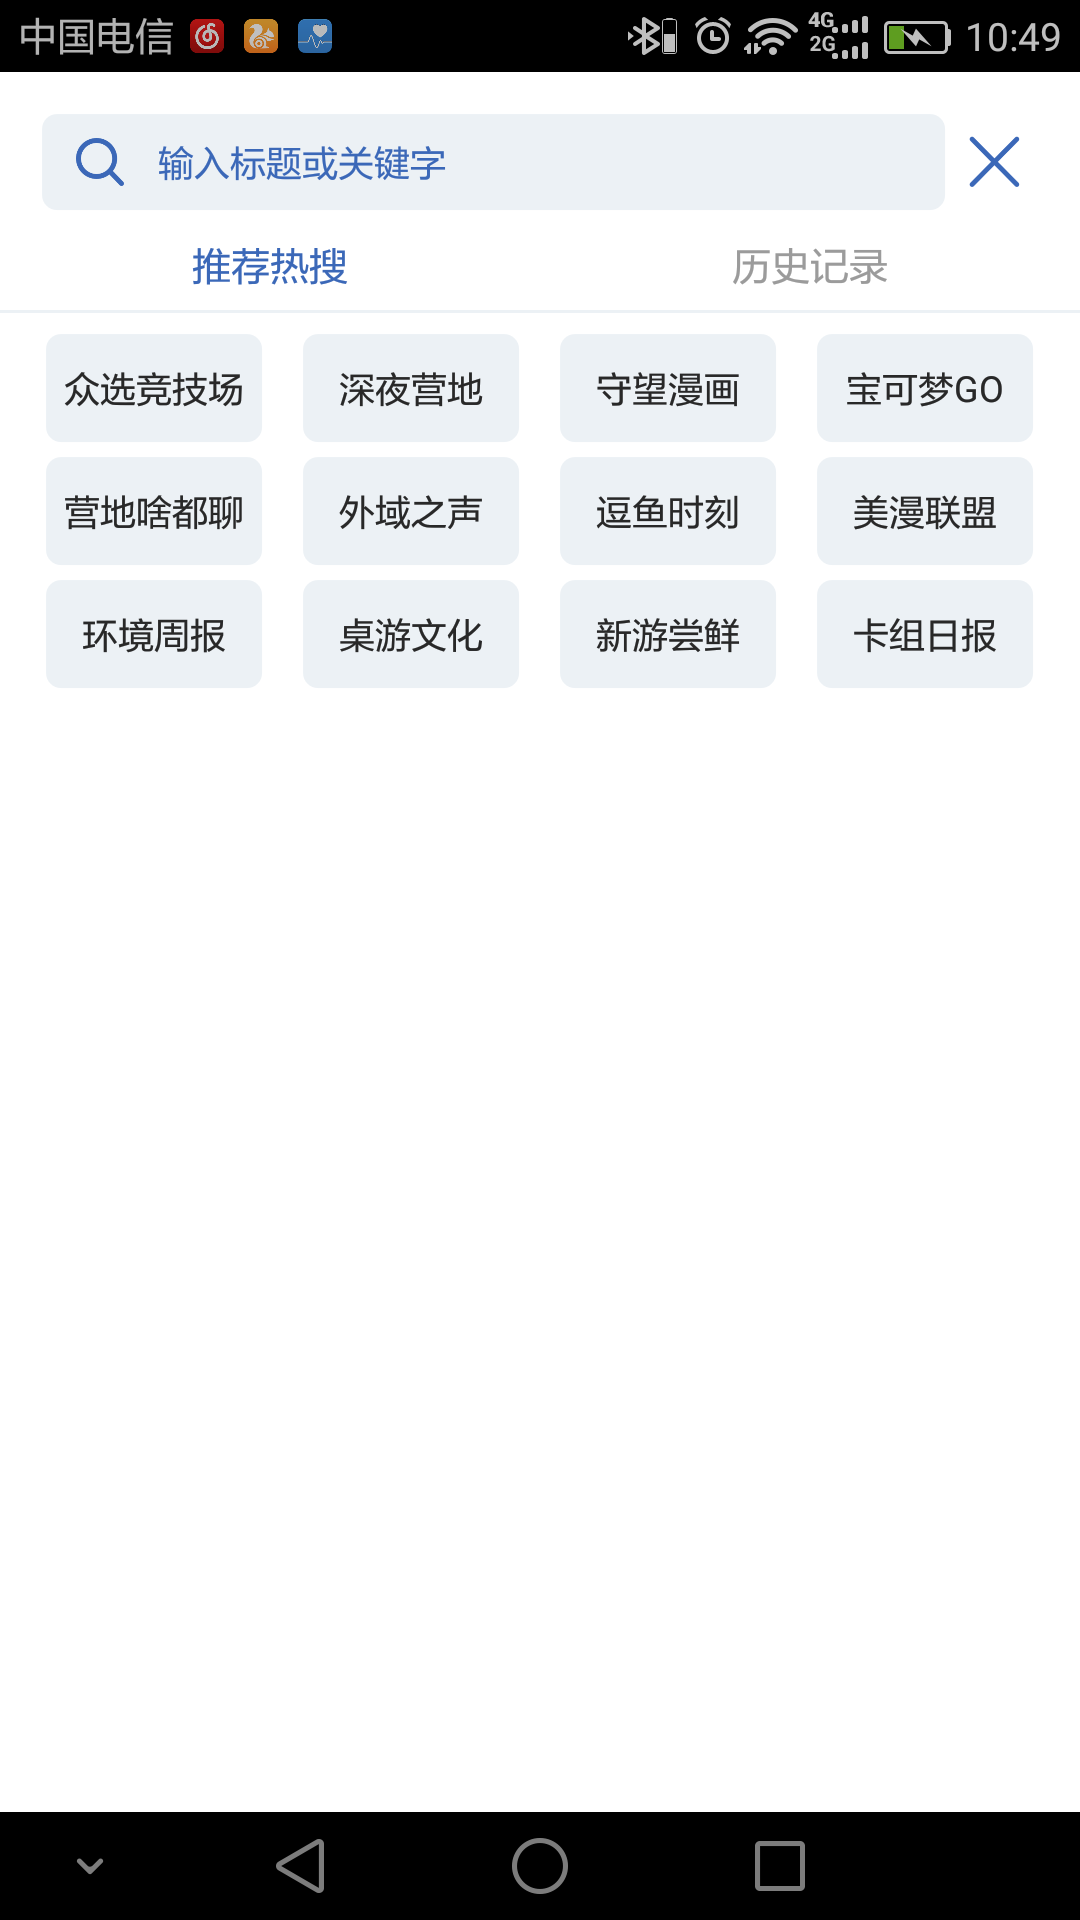 中国电信 4G 2G 10:49
输入标题或关键字
推荐热搜 历史记录
众选竞技场 深夜营地 守望漫画 宝可梦GO
营地啥都聊 外域之声 逗鱼时刻 美漫联盟
环境周报 桌游文化 新游尝鲜 卡组日报